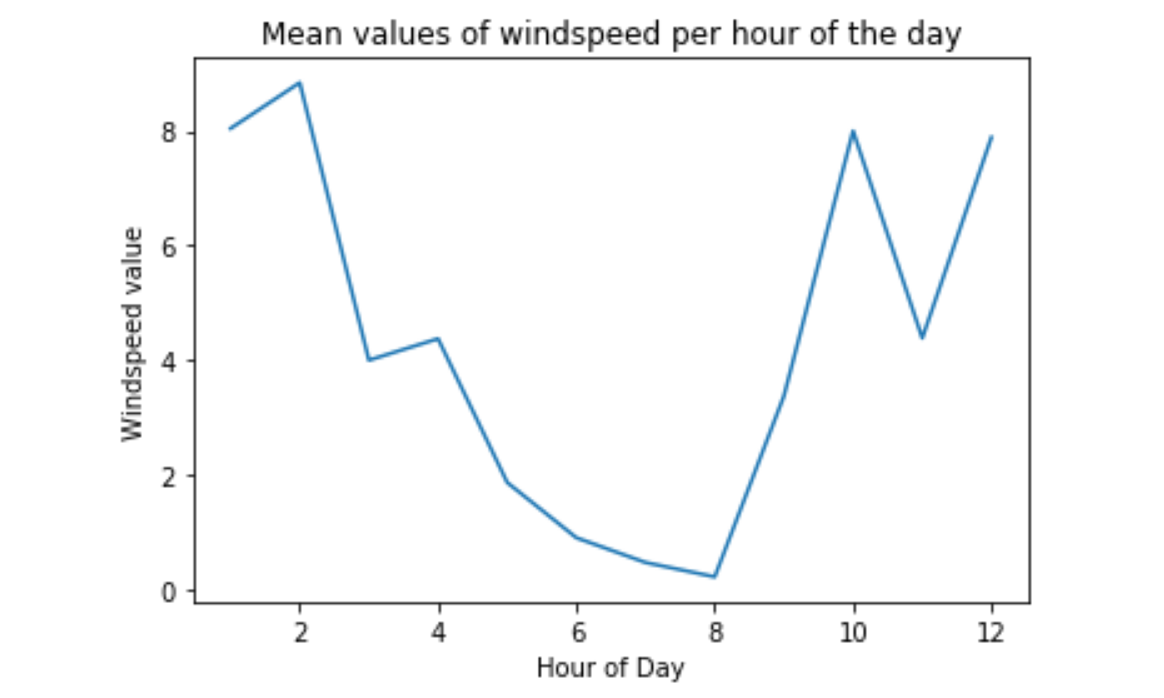 Mean values of windspeed per hour of the day
8
6
4
2
0
Windspeed value
2 4 6 8 10 12
Hour of Day